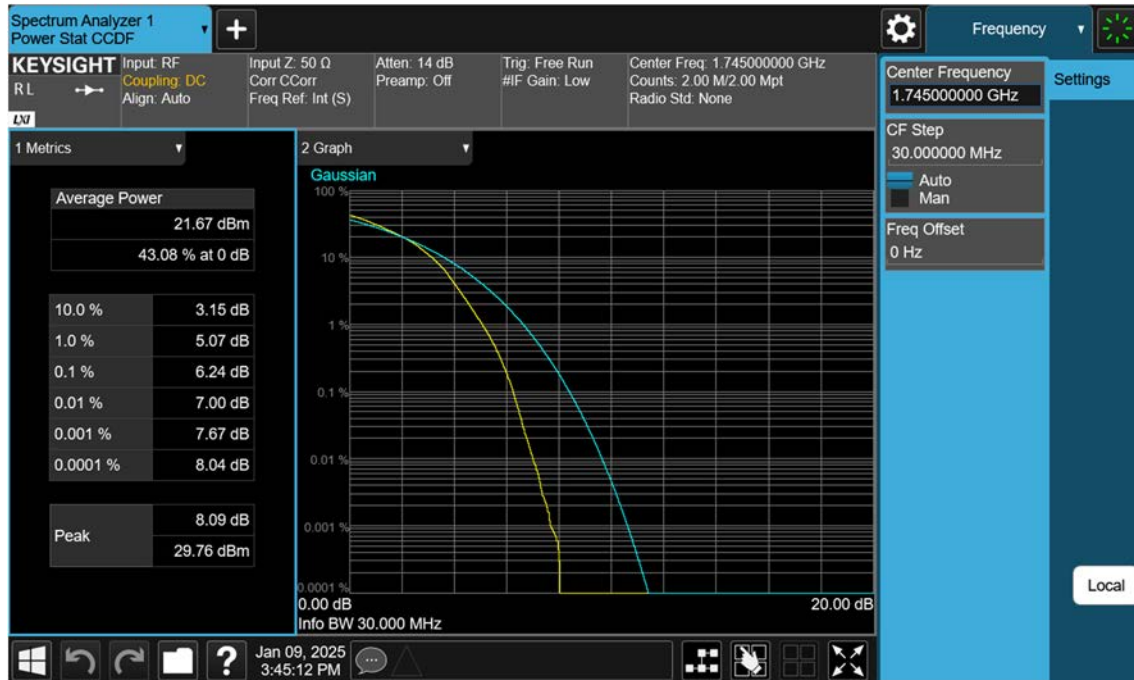 Spectrum Analyzer 1
Power Stat CCDF
Frequency
KEYSIGHT
R L
LXI
Input: RF
Coupling: DC
Align: Auto
Input Z: 50 Ω
Corr CCorr
Freq Ref: Int (S)
Atten: 14 dB
Preamp: Off
Trig: Free Run
#IF Gain: Low
Center Freq: 1.745000000 GHz
Counts: 2.00 M/2.00 Mpt
Radio Std: None
1 Metrics
Average Power
21.67 dBm
43.08 % at 0 dB
10.0 % 3.15 dB
1.0 % 5.07 dB
0.1 % 6.24 dB
0.01 % 7.00 dB
0.001 % 7.67 dB
0.0001 % 8.04 dB
Peak
8.09 dB
29.76 dBm
2 Graph
Gaussian
100 %
10 %
1 %
0.1 %
0.01 %
0.001 %
0.0001 %
0.00 dB 20.00 dB
Info BW 30.000 MHz
Center Frequency
1.745000000 GHz
CF Step
30.000000 MHz
Auto
Man
Freq Offset
0 Hz
Settings
Local
?
Jan 09, 2025
3:45:12 PM